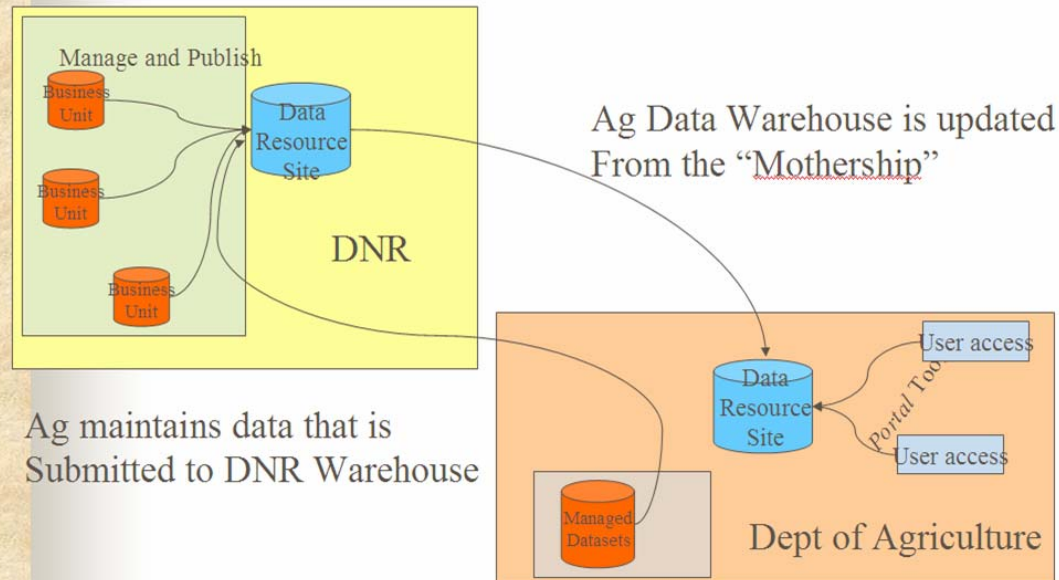 Manage and Publish
Business
Unit
Data
Resource
Site
Business
Unit
Business
Unit
DNR
Ag Data Warehouse is updated
From the “Mothership”
Ag maintains data that is
Submitted to DNR Warehouse
User access
Data
Resource
Site
Portal Too
User access
Managed
Datasets
Dept of Agriculture